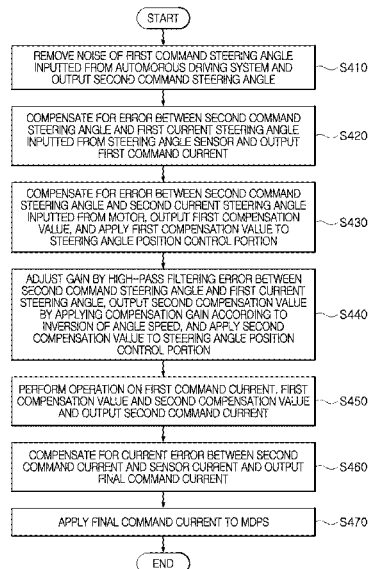 START
REMOVE NOISE OF FIRST COMMAND STEERING ANGLE
INPUTTED FROM AUTOMOROUS DRIVING SYSTEM AND
OUTPUT SECOND COMMAND STEERING ANGLE
S410
COMPENSATE FOR ERROR BETWEEN SECOND COMMAND
STEERING ANGLE AND FIRST CURRENT STEERING ANGLE
INPUTTED FROM STEERING ANGLE SENSOR AND OUTPUT
FIRST COMMAND CURRENT
S420
COMPENSATE FOR ERROR BETWEEN SECOND COMMAND
STEERING ANGLE AND SECOND CURRENT STEERING ANGLE
INPUTTED FROM MOTOR, OUTPUT FIRST COMPENSATION
VALUE, AND APPLY FIRST COMPENSATION VALUE TO
STEERING ANGLE POSITION CONTROL PORTION
S430
ADJUST GAIN BY HIGH-PASS FILTERING ERROR BETWEEN
SECOND COMMAND STEERING ANGLE AND FIRST CURRENT
STEERING ANGLE, OUTPUT SECOND COMPENSATION VALUE
BY APPLYING COMPENSATION GAIN ACCORDING TO
INVERSION OF ANGLE SPEED, AND APPLY SECOND
COMPENSATION VALUE TO STEERING ANGLE POSITION
CONTROL PORTION
S440
PERFORM OPERATION ON FIRST COMMAND CURRENT, FIRST
COMPENSATION VALUE AND SECOND COMPENSATION VALUE
AND OUTPUT SECOND COMMAND CURRENT
S450
COMPENSATE FOR CURRENT ERROR BETWEEN SECOND
COMMAND CURRENT AND SENSOR CURRENT AND OUTPUT
FINAL COMMAND CURRENT
S460
APPLY FINAL COMMAND CURRENT TO MDPS
S470
END